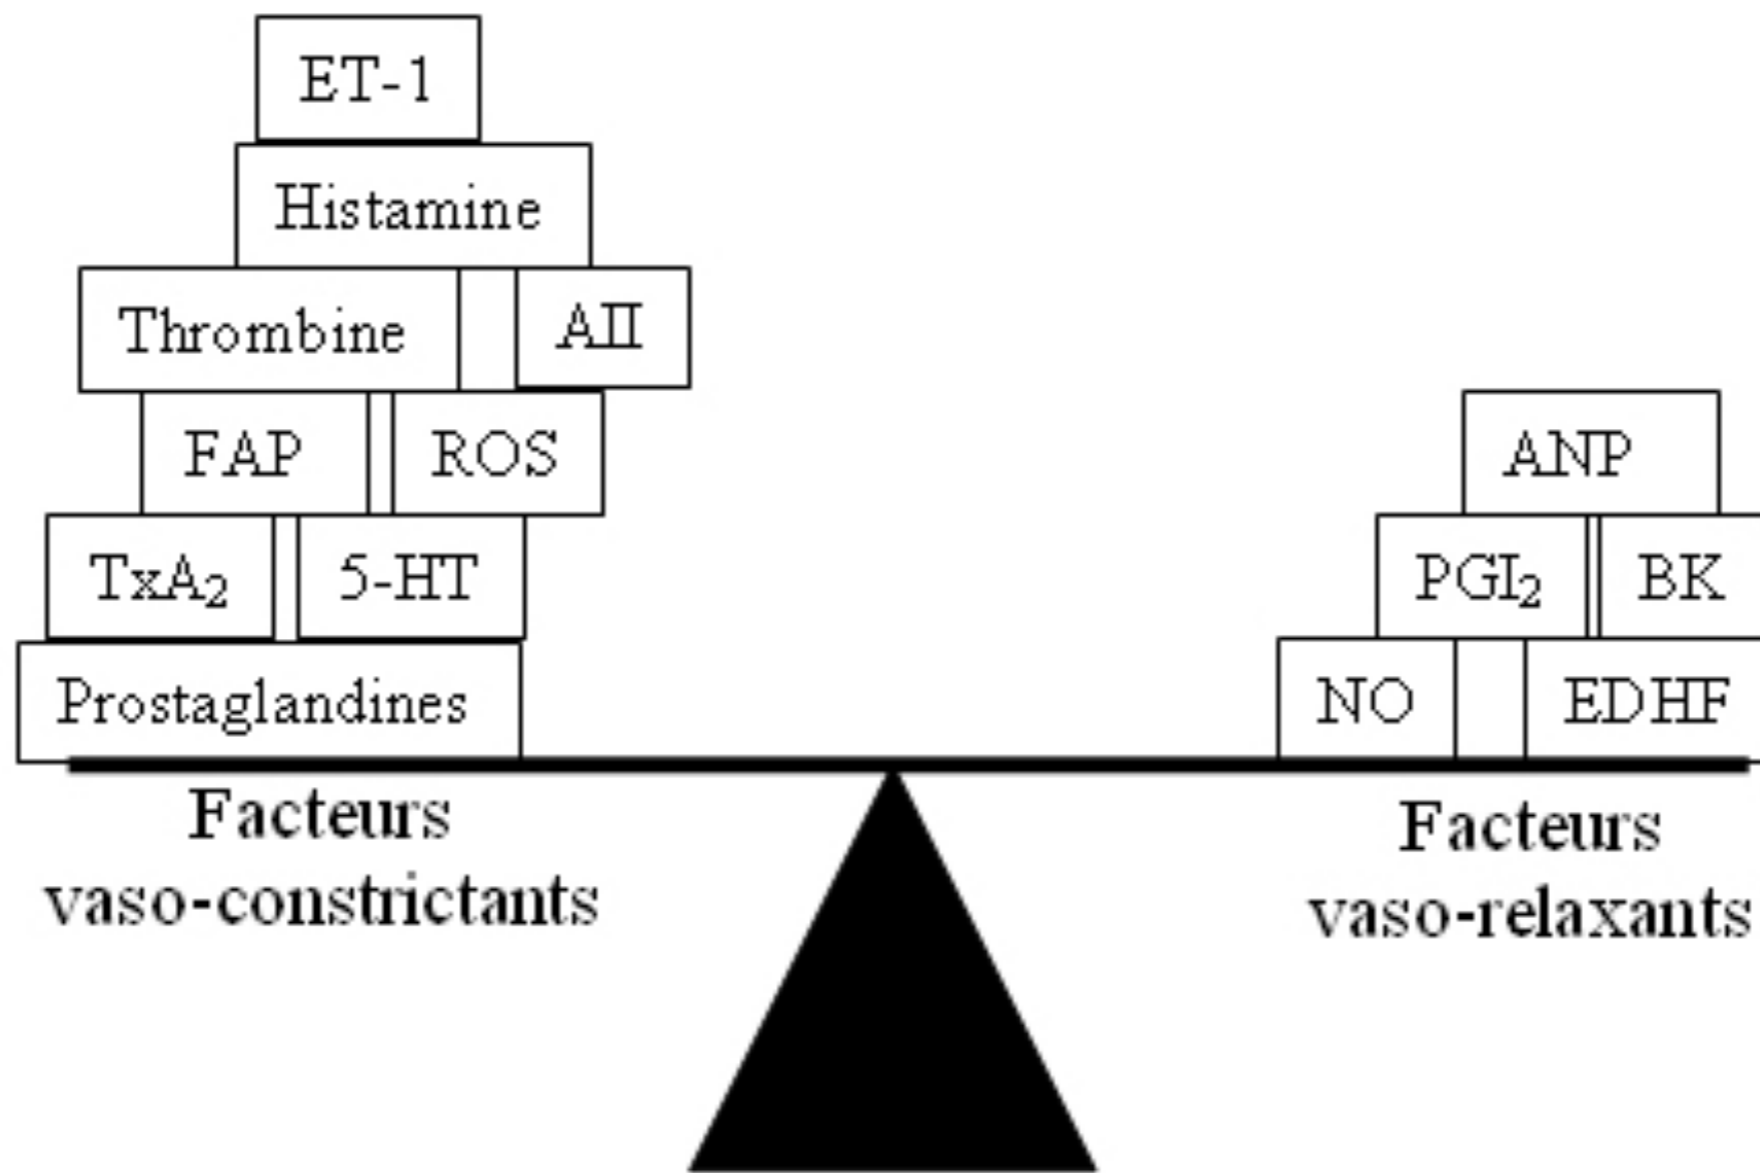 ET-1
Histamine
Thrombine
AII
FAP
ROS
TxA₂
5-HT
Prostaglandines
Facteurs
vaso-constrictants
ANP
PGI₂
BK
NO
EDHF
Facteurs
vaso-relaxants